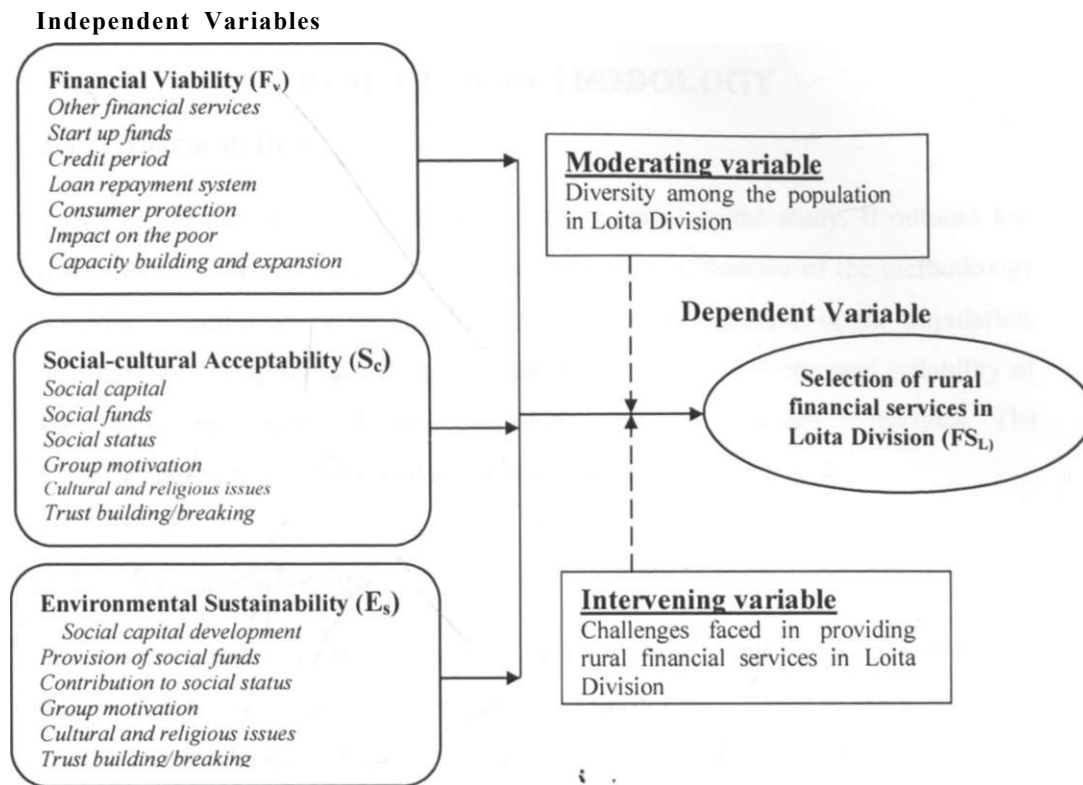 Independent Variables
Financial Viability (Fv)
Other financial services
Start up funds
Credit period
Loan repayment system
Consumer protection
Impact on the poor
Capacity building and expansion
Social-cultural Acceptability (Sc)
Social capital
Social funds
Social status
Group motivation
Cultural and religious issues
Trust building/breaking
Environmental Sustainability (Es)
Social capital development
Provision of social funds
Contribution to social status
Group motivation
Cultural and religious issues
Trust building/breaking
Moderating variable
Diversity among the population
in Loita Division
Dependent Variable
Selection of rural
financial services in
Loita Division (FSL)
Intervening variable
Challenges faced in providing
rural financial services in Loita
Division